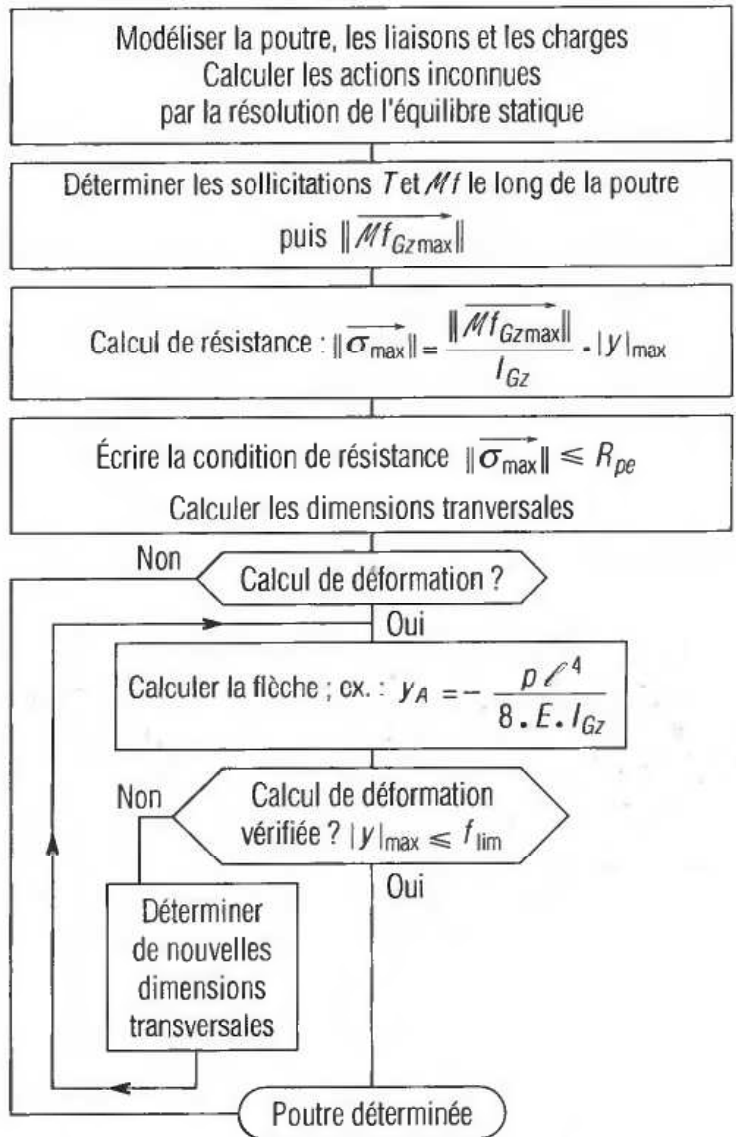 Modéliser la poutre, les liaisons et les charges
Calculer les actions inconnues
par la résolution de l'équilibre statique
Déterminer les sollicitations T et Mf le long de la poutre
puis ‖Mf_Gzmax‖
Calcul de résistance : ‖σ_max‖ = ‖Mf_Gzmax‖ / I_Gz . |y|_max
Écrire la condition de résistance ‖σ_max‖ ⩽ R_pe
Calculer les dimensions tranversales
Non
Calcul de déformation ?
Oui
Calculer la flèche ; ex. : y_A = - p ℓ^4 / 8 . E . I_Gz
Non
Calcul de déformation
vérifiée ? |y|_max ⩽ f_lim
Oui
Déterminer
de nouvelles
dimensions
transversales
Poutre déterminée